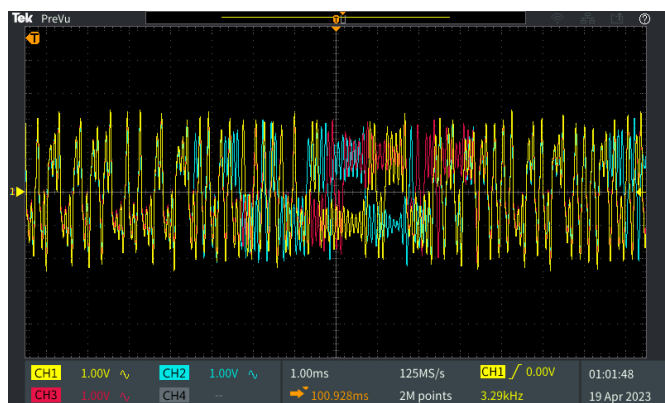 Tek PreVu
T
T
1
CH1 1.00V CH2 1.00V 1.00ms 125MS/s CH1 0.00V 01:01:48
CH3 1.00V CH4 -- 100.928ms 2M points 3.29kHz 19 Apr 2023